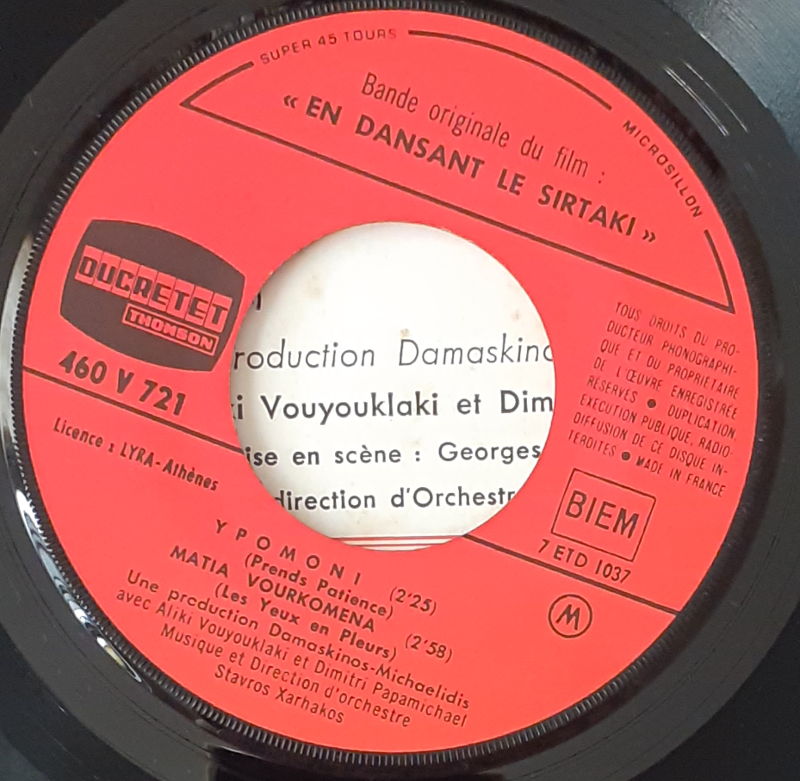 SUPER 45 TOURS
MICROSILLON
Bande originale du film :
« EN DANSANT LE SIRTAKI »
DUCRETET
THOMSON
460 V 721
Licence : LYRA-Athènes
TOUS DROITS DU PRO-
DUCTEUR PHONOGRAPHI-
QUE ET DU PROPRIETAIRE
DE L'ŒUVRE ENREGISTRÉE
RÉSERVÉS ● DUPLICATION,
EXÉCUTION PUBLIQUE, RADIO-
DIFFUSION DE CE DISQUE IN-
TERDITES ● MADE IN FRANCE
BIEM
7 ETD 1037
M
roduction Damaskino
i Vouyouklaki et Dim
ise en scène : Georges
direction d'Orchestr
YPOMONI (2'25)
(Prends Patience)
MATIA VOURKOMENA (2'58)
(Les Yeux en Pleurs)
Une production Damaskinos-Michaelidis
avec Aliki Vouyouklaki et Dimitri Papamichael
Musique et Direction d'orchestre
Stavros Xarhakos